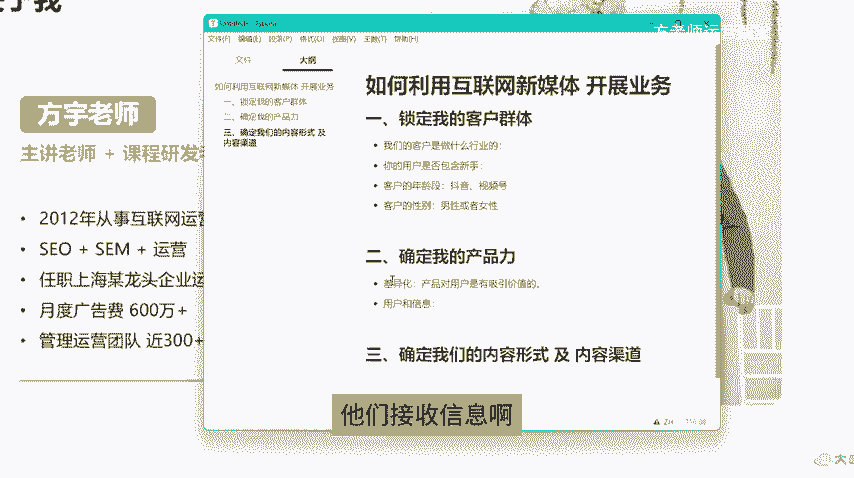 方宇老师
主讲老师 + 课程研发
2012年从事互联网运营
SEO + SEM + 运营
任职上海某龙头企业运
月度广告费 600万+
管理运营团队 近300+
文件(F) 编辑(E) 段落(P) 格式(O) 视图(V) 主题(T) 帮助(H)
文件 大纲
如何利用互联网新媒体 开展业务
一、锁定我的客户群体
二、确定我的产品力
三、确定我们的内容形式 及
内容渠道
如何利用互联网新媒体 开展业务
一、锁定我的客户群体
我们的客户是做什么行业的:
你的用户是否包含新手:
客户的年龄段: 抖音、视频号
客户的性别: 男性或者女性
二、确定我的产品力
差异化: 产品对用户是有吸引价值的。
用户和信息:
三、确定我们的内容形式 及 内容渠道
他们接收信息啊